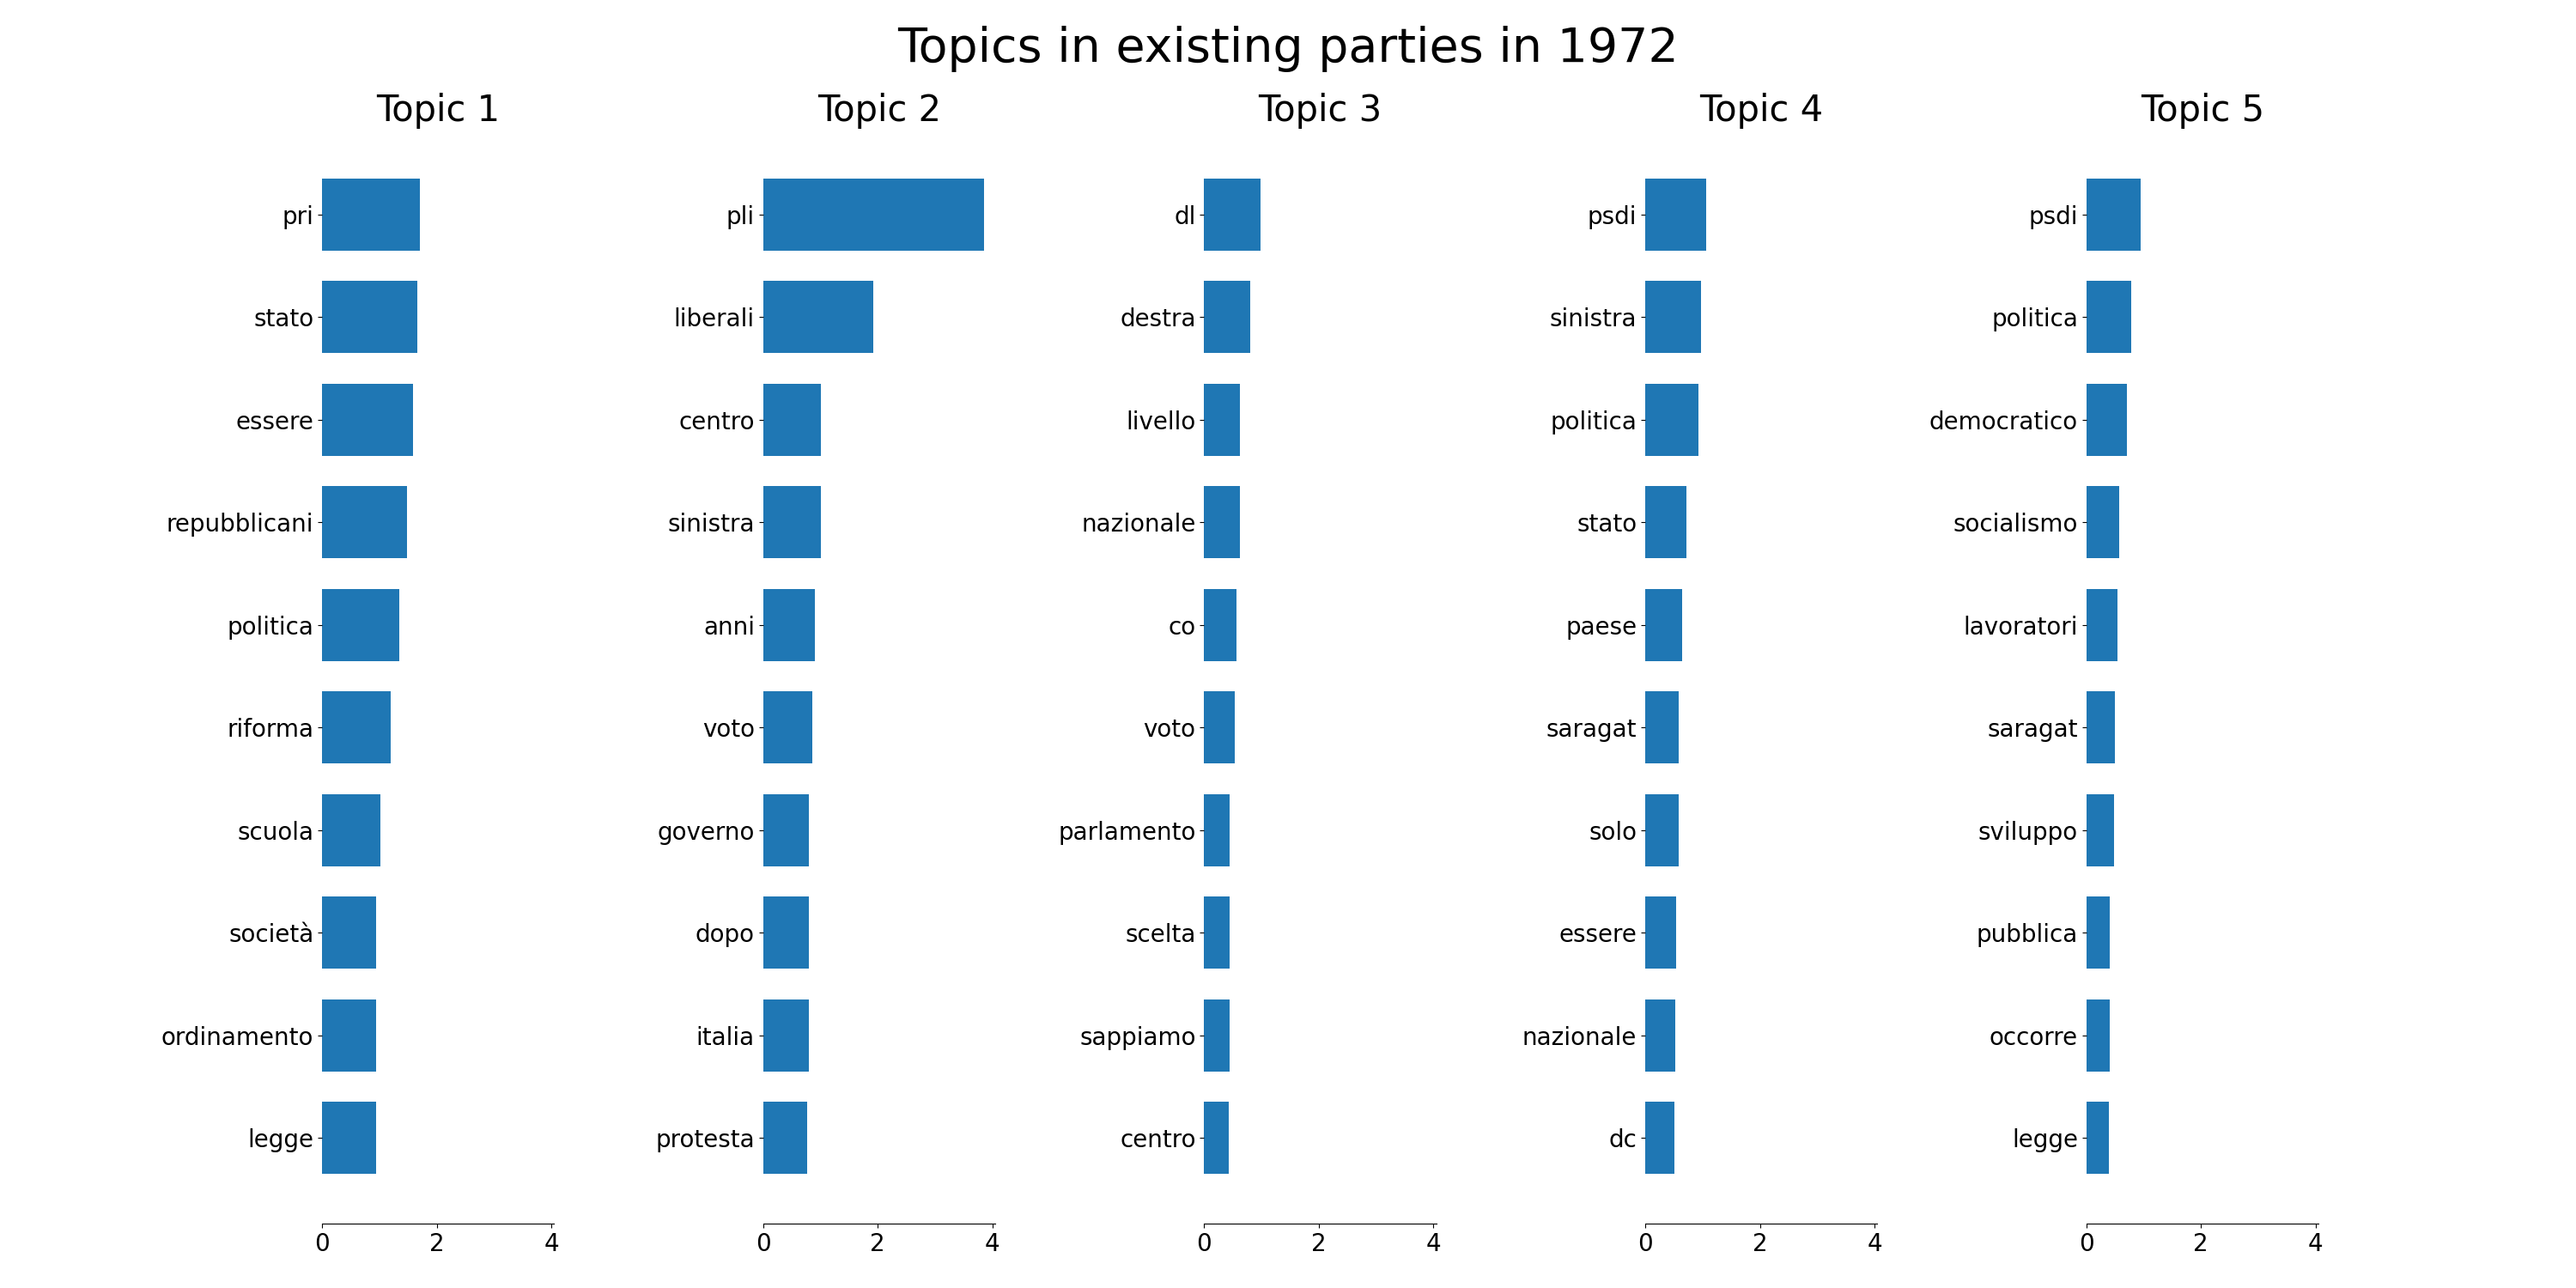 Topics in existing parties in 1972
Topic 1
pri
stato
essere
repubblicani
politica
riforma
scuola
società
ordinamento
legge
0 2 4
Topic 2
pli
liberali
centro
sinistra
anni
voto
governo
dopo
italia
protesta
0 2 4
Topic 3
dl
destra
livello
nazionale
co
voto
parlamento
scelta
sappiamo
centro
0 2 4
Topic 4
psdi
sinistra
politica
stato
paese
saragat
solo
essere
nazionale
dc
0 2 4
Topic 5
psdi
politica
democratico
socialismo
lavoratori
saragat
sviluppo
pubblica
occorre
legge
0 2 4